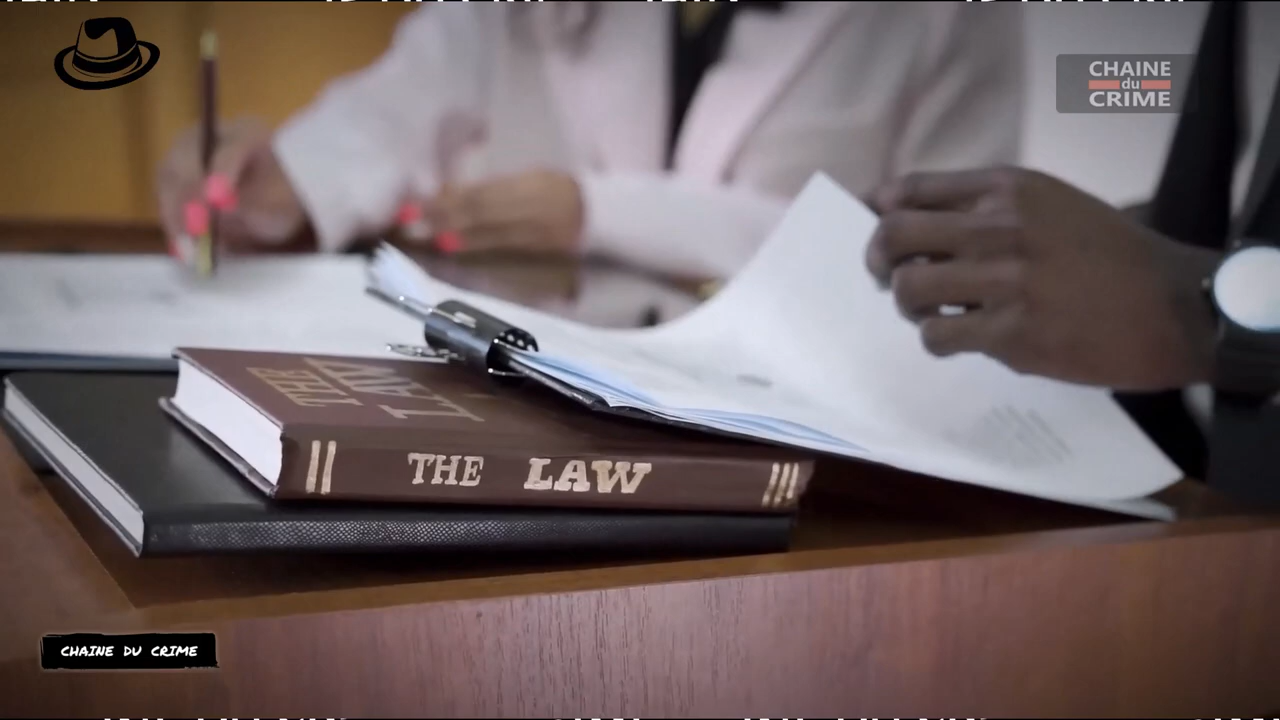 CHAINE
du
CRIME
THE
LAW
THE LAW
CHAINE DU CRIME